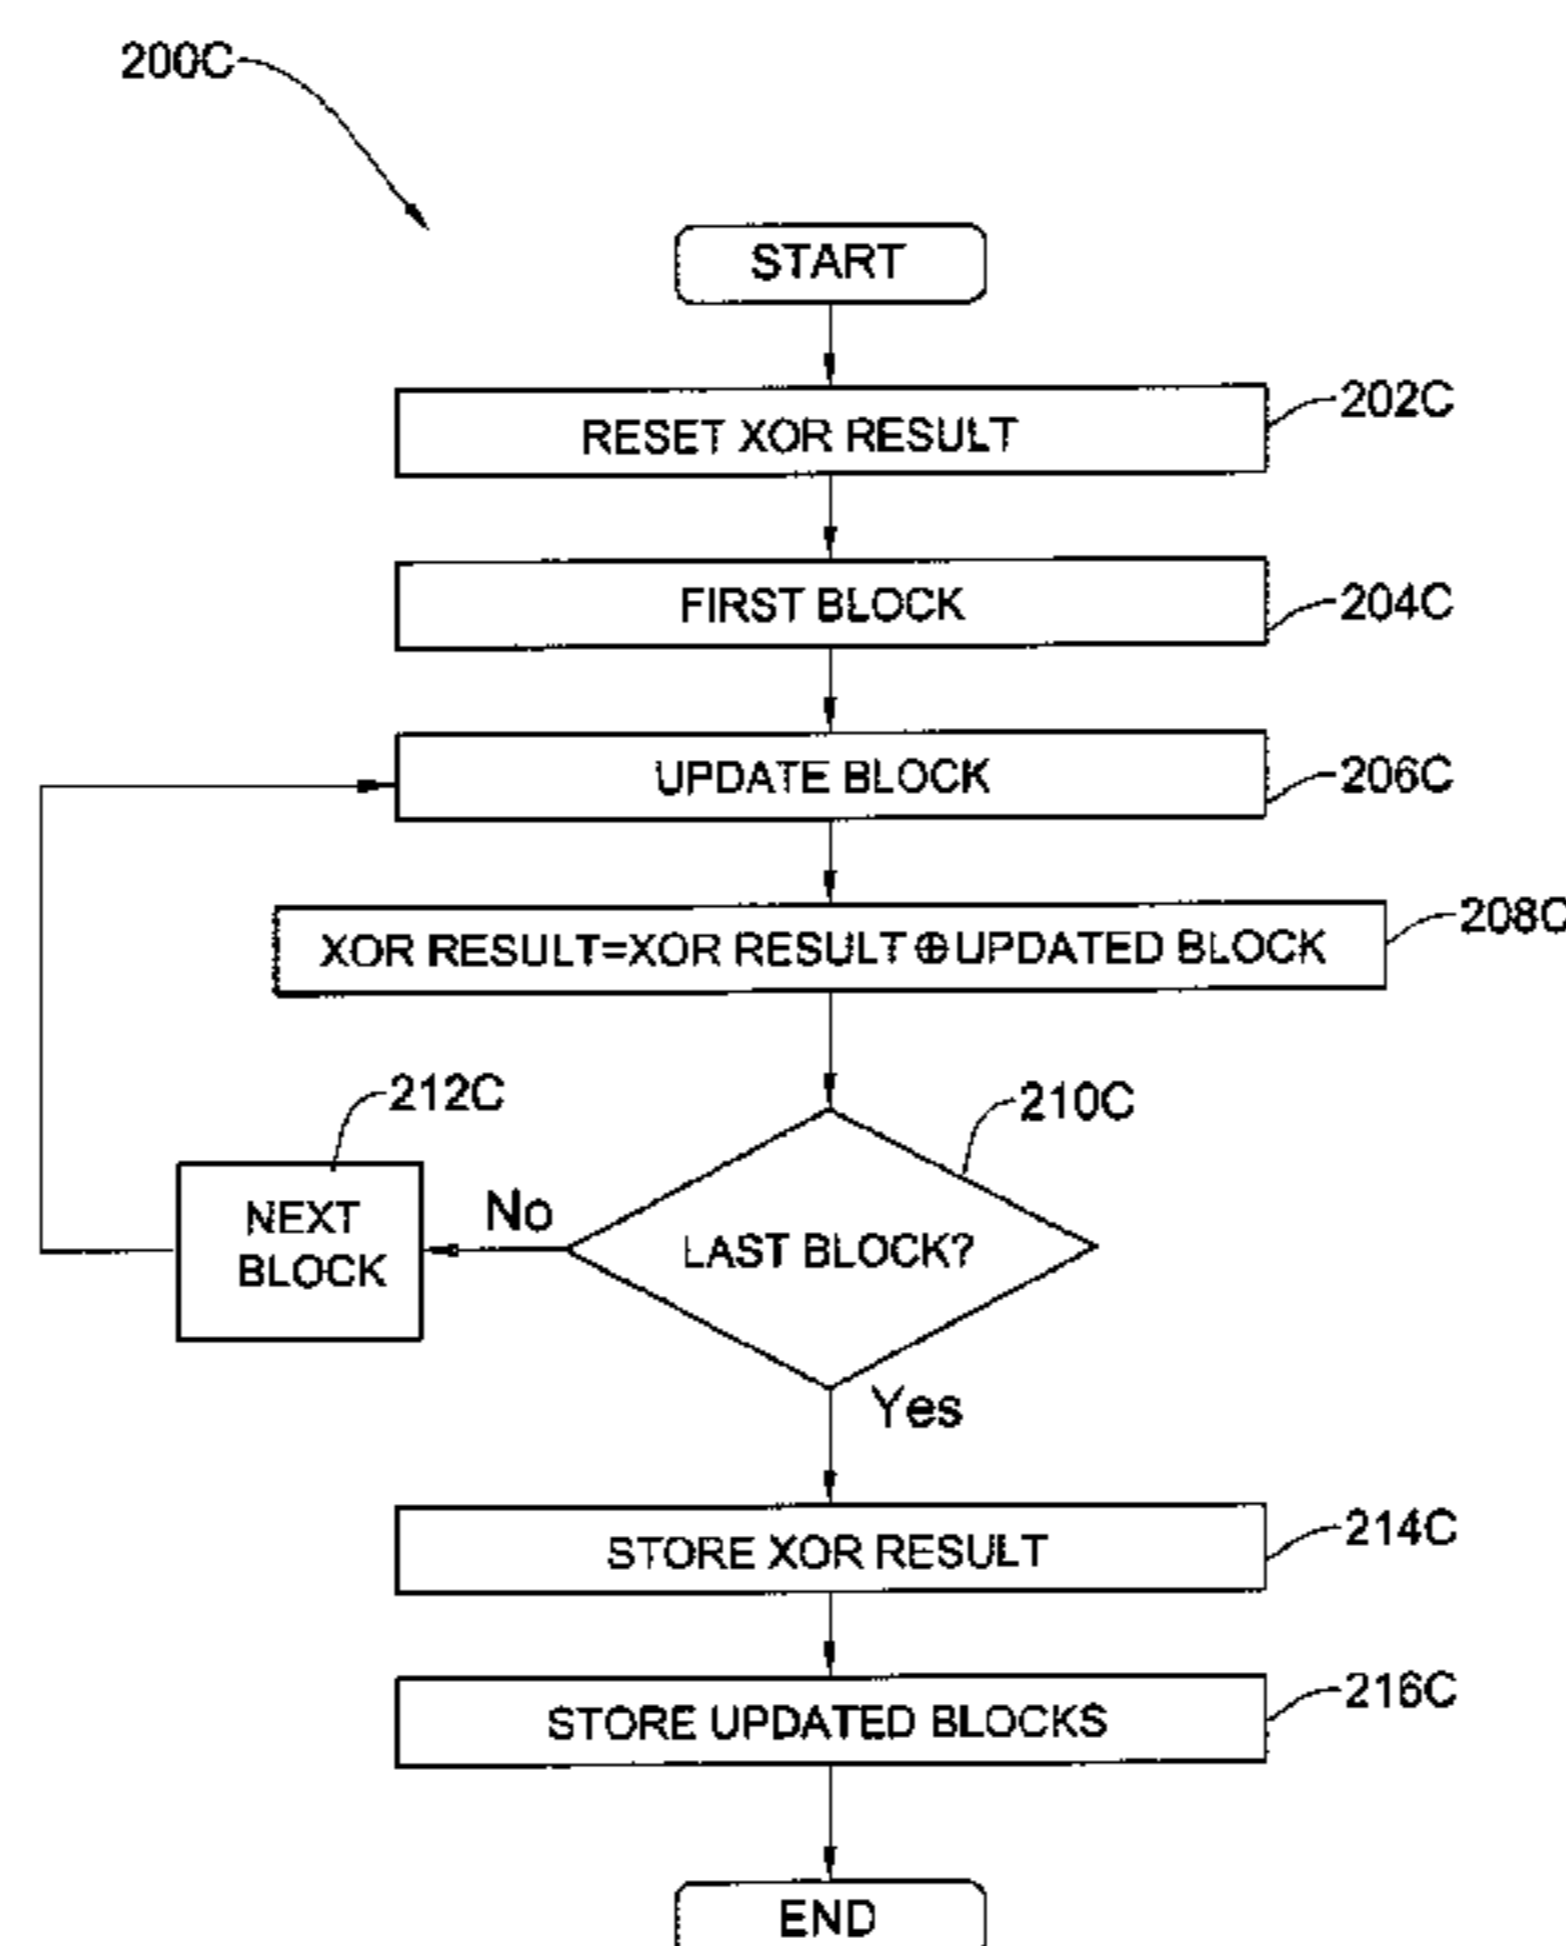 200C
START
202C
RESET XOR RESULT
FIRST BLOCK
204C
UPDATE BLOCK
206C
208C
XOR RESULT=XOR RESULT⊕UPDATED BLOCK
212C
210C
NEXT
BLOCK
No
LAST BLOCK?
Yes
214C
STORE XOR RESULT
216C
STORE UPDATED BLOCKS
END